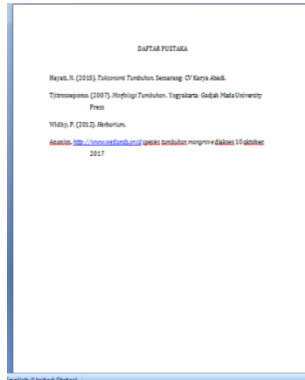 DAFTAR PUSTAKA
Hayati, N. (2015). Taksonomi Tumbuhan. Semarang: CV Karya Abadi.
Tjitrosoepomo. (2007). Morfologi Tumbuhan. Yogyakarta: Gadjah Mada University
Press
Widhy, P. (2012). Herbarium.
Anonim. http://www.wetlands.or.id spesies tumbuhan mangrove diakses 10 oktober
2017
English (United States)